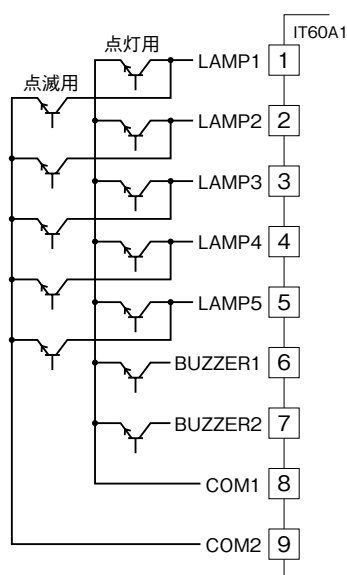 IT60A1
点灯用
点滅用
LAMP1 1
LAMP2 2
LAMP3 3
LAMP4 4
LAMP5 5
BUZZER1 6
BUZZER2 7
COM1 8
COM2 9